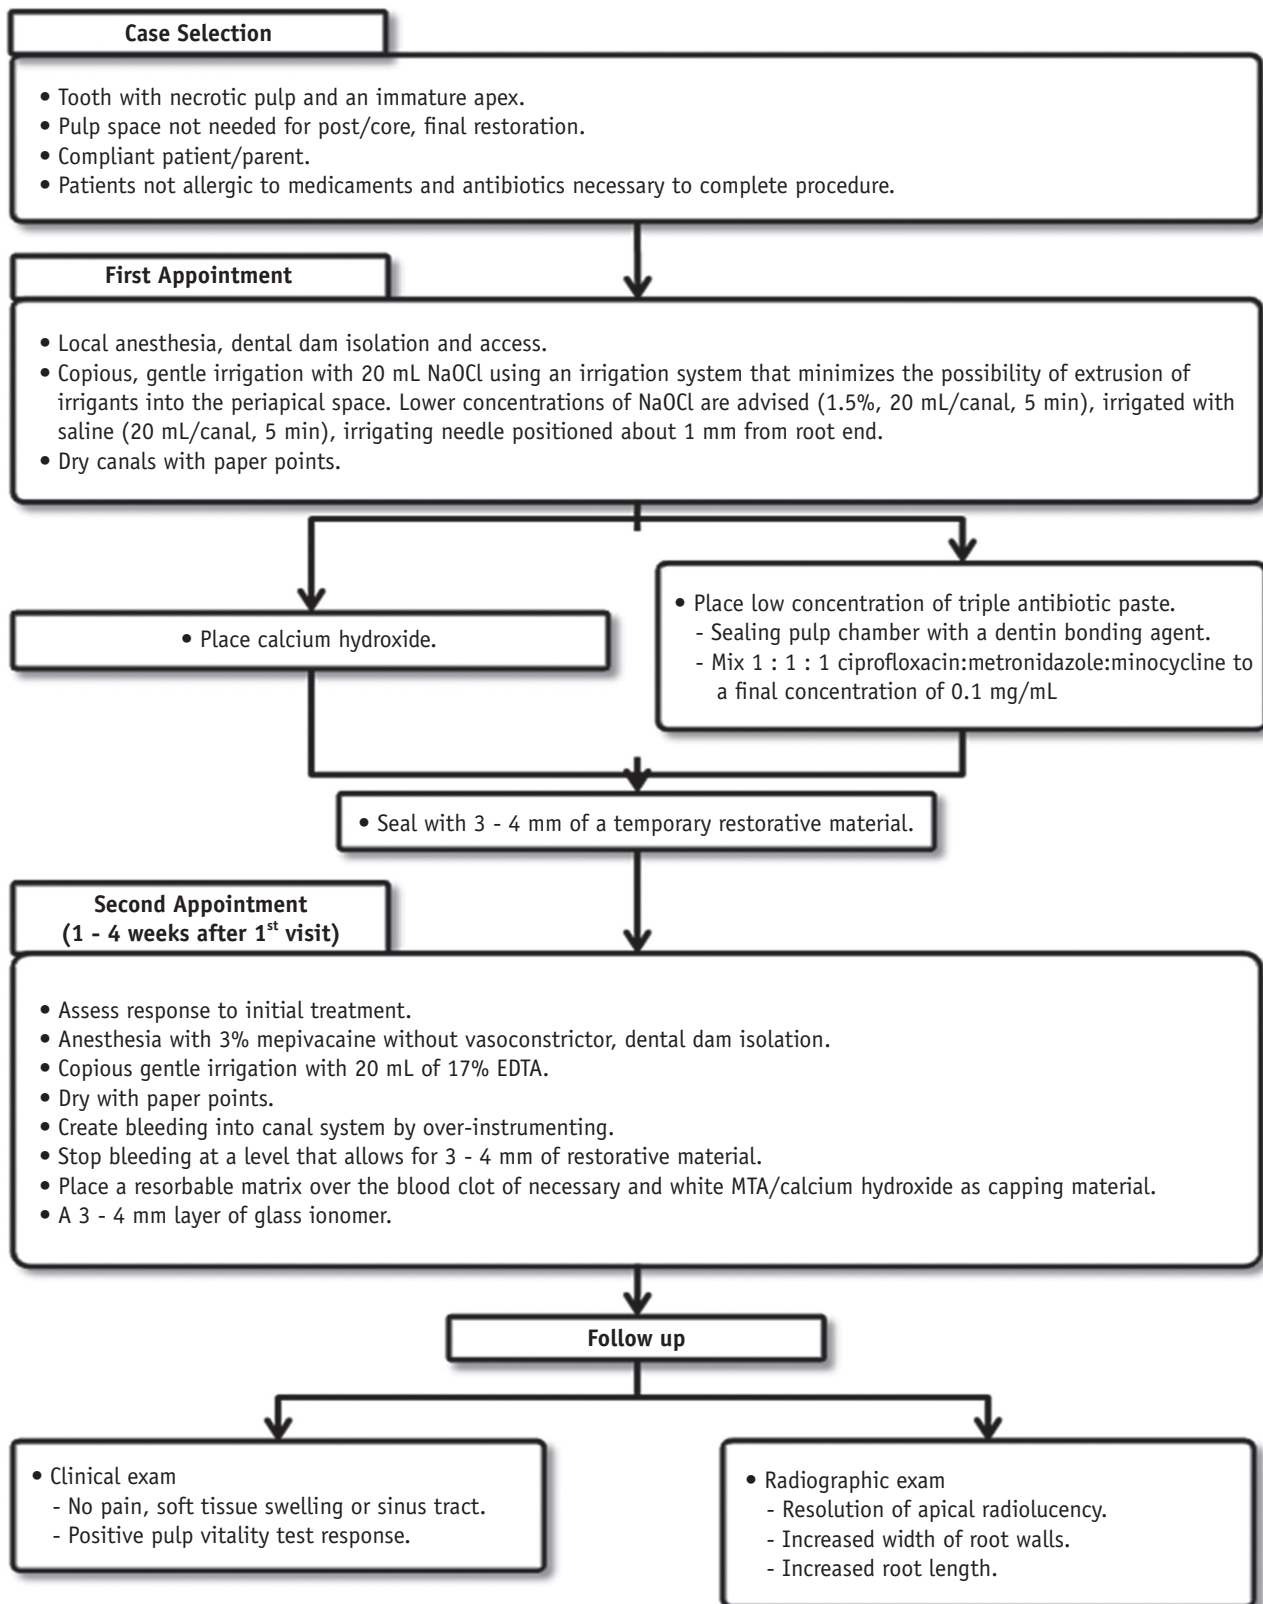 Case Selection
• Tooth with necrotic pulp and an immature apex.
• Pulp space not needed for post/core, final restoration.
• Compliant patient/parent.
• Patients not allergic to medicaments and antibiotics necessary to complete procedure.
First Appointment
• Local anesthesia, dental dam isolation and access.
• Copious, gentle irrigation with 20 mL NaOCl using an irrigation system that minimizes the possibility of extrusion of
irrigants into the periapical space. Lower concentrations of NaOCl are advised (1.5%, 20 mL/canal, 5 min), irrigated with
saline (20 mL/canal, 5 min), irrigating needle positioned about 1 mm from root end.
• Dry canals with paper points.
• Place calcium hydroxide.
• Place low concentration of triple antibiotic paste.
- Sealing pulp chamber with a dentin bonding agent.
- Mix 1 : 1 : 1 ciprofloxacin:metronidazole:minocycline to
a final concentration of 0.1 mg/mL
• Seal with 3 - 4 mm of a temporary restorative material.
Second Appointment
(1 - 4 weeks after 1st visit)
• Assess response to initial treatment.
• Anesthesia with 3% mepivacaine without vasoconstrictor, dental dam isolation.
• Copious gentle irrigation with 20 mL of 17% EDTA.
• Dry with paper points.
• Create bleeding into canal system by over-instrumenting.
• Stop bleeding at a level that allows for 3 - 4 mm of restorative material.
• Place a resorbable matrix over the blood clot of necessary and white MTA/calcium hydroxide as capping material.
• A 3 - 4 mm layer of glass ionomer.
Follow up
• Clinical exam
- No pain, soft tissue swelling or sinus tract.
- Positive pulp vitality test response.
• Radiographic exam
- Resolution of apical radiolucency.
- Increased width of root walls.
- Increased root length.